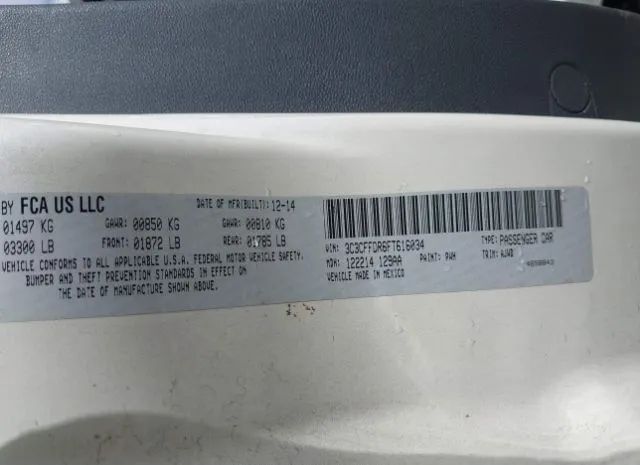 BY FCA US LLC DATE OF MFR(BUILT): 12-14
01497 KG GAWR: 00850 KG GAWR: 00810 KG
03300 LB FRONT: 01872 LB REAR: 01785 LB
VEHICLE CONFORMS TO ALL APPLICABLE U.S.A. FEDERAL MOTOR VEHICLE SAFETY,
BUMPER AND THEFT PREVENTION STANDARDS IN EFFECT ON
THE DATE OF MANUFACTURE SHOWN ABOVE.
VIN: 3C3CFFDR6FT616034 TYPE: PASSENGER CAR
MDH: 122214 129AA PAINT: PWH TRIM: AJWD
VEHICLE MADE IN MEXICO